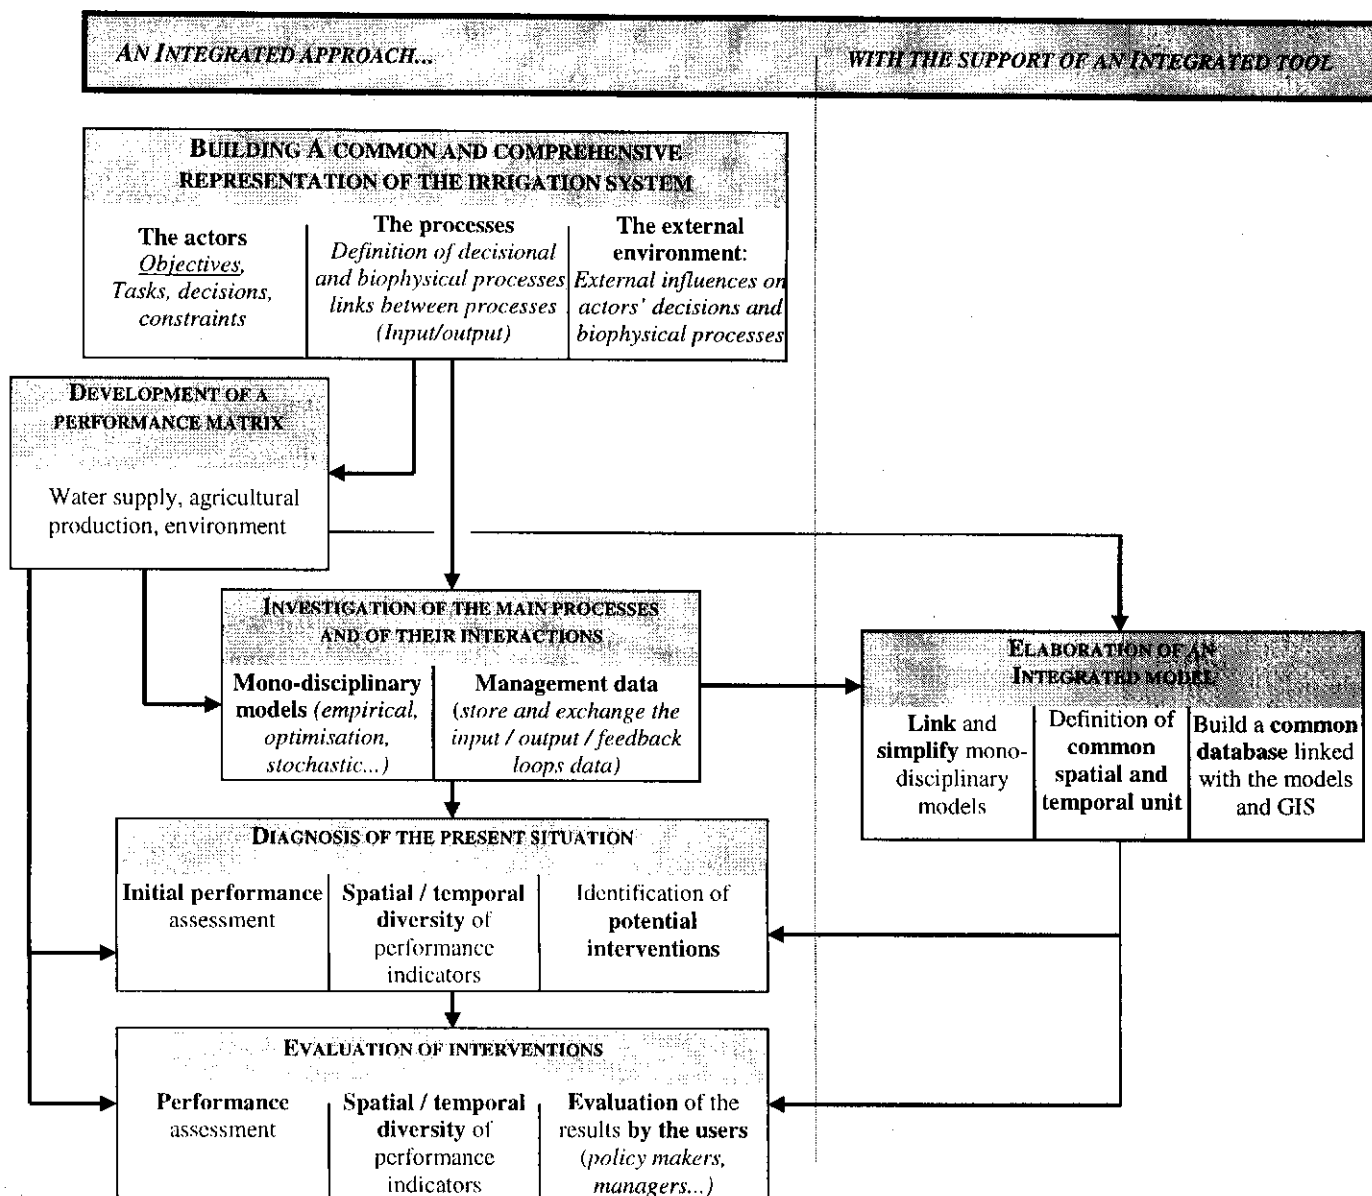 AN INTEGRATED APPROACH...
WITH THE SUPPORT OF AN INTEGRATED TOOL
BUILDING A COMMON AND COMPREHENSIVE
REPRESENTATION OF THE IRRIGATION SYSTEM
The actors
Objectives,
Tasks, decisions,
constraints
The processes
Definition of decisional
and biophysical processes
links between processes
(Input/output)
The external
environment:
External influences on
actors' decisions and
biophysical processes
DEVELOPMENT OF A
PERFORMANCE MATRIX
Water supply, agricultural
production, environment
INVESTIGATION OF THE MAIN PROCESSES
AND OF THEIR INTERACTIONS
Mono-disciplinary
models (empirical,
optimisation,
stochastic...)
Management data
(store and exchange the
input / output / feedback
loops data)
ELABORATION OF AN
INTEGRATED MODEL
Link and
simplify mono-
disciplinary
models
Definition of
common
spatial and
temporal unit
Build a common
database linked
with the models
and GIS
DIAGNOSIS OF THE PRESENT SITUATION
Initial performance
assessment
Spatial / temporal
diversity of
performance
indicators
Identification of
potential
interventions
EVALUATION OF INTERVENTIONS
Performance
assessment
Spatial / temporal
diversity of
performance
indicators
Evaluation of the
results by the users
(policy makers,
managers...)